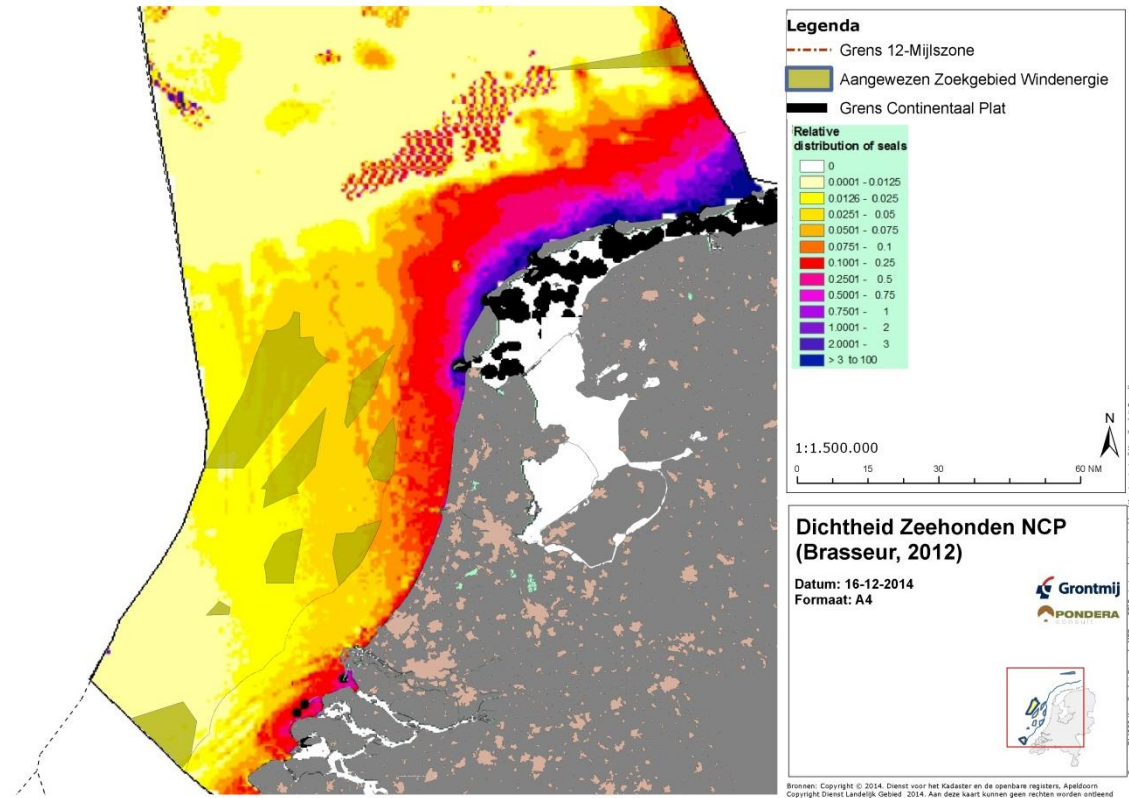 Legenda
Grens 12-Mijlszone
Aangewezen Zoekgebied Windenergie
Grens Continentaal Plat
Relative
distribution of seals
0
0.0001 - 0.0125
0.0126 - 0.025
0.0251 - 0.05
0.0501 - 0.075
0.0751 - 0.1
0.1001 - 0.25
0.2501 - 0.5
0.5001 - 0.75
0.7501 - 1
1.0001 - 2
2.0001 - 3
> 3 to 100
N
1:1.500.000
0 15 30 60 NM
Dichtheid Zeehonden NCP
(Brasseur, 2012)
Datum: 16-12-2014
Formaat: A4
Grontmij
PONDERA
consult
Bronnen: Copyright © 2014, Dienst voor het Kadaster en de openbare registers, Apeldoorn
Copyright Dienst Landelijk Gebied 2014. Aan deze kaart kunnen geen rechten worden ontleend